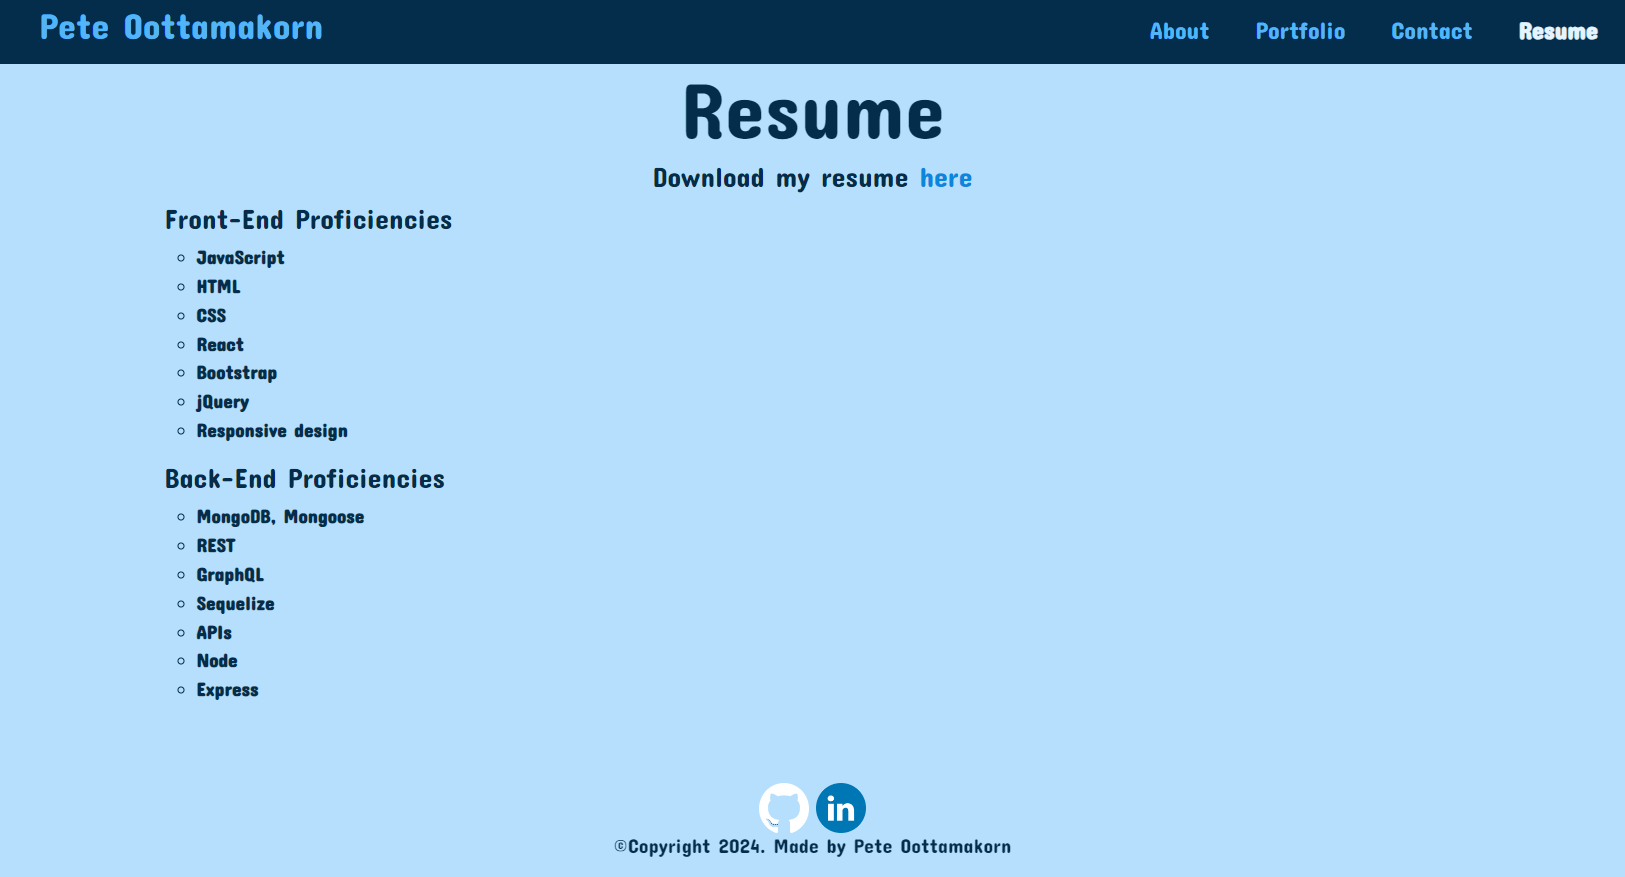 Pete Oottamakorn
About Portfolio Contact Resume
Resume
Download my resume here
Front-End Proficiencies
JavaScript
HTML
CSS
React
Bootstrap
jQuery
Responsive design
Back-End Proficiencies
MongoDB, Mongoose
REST
GraphQL
Sequelize
APIs
Node
Express
in
©Copyright 2024. Made by Pete Oottamakorn